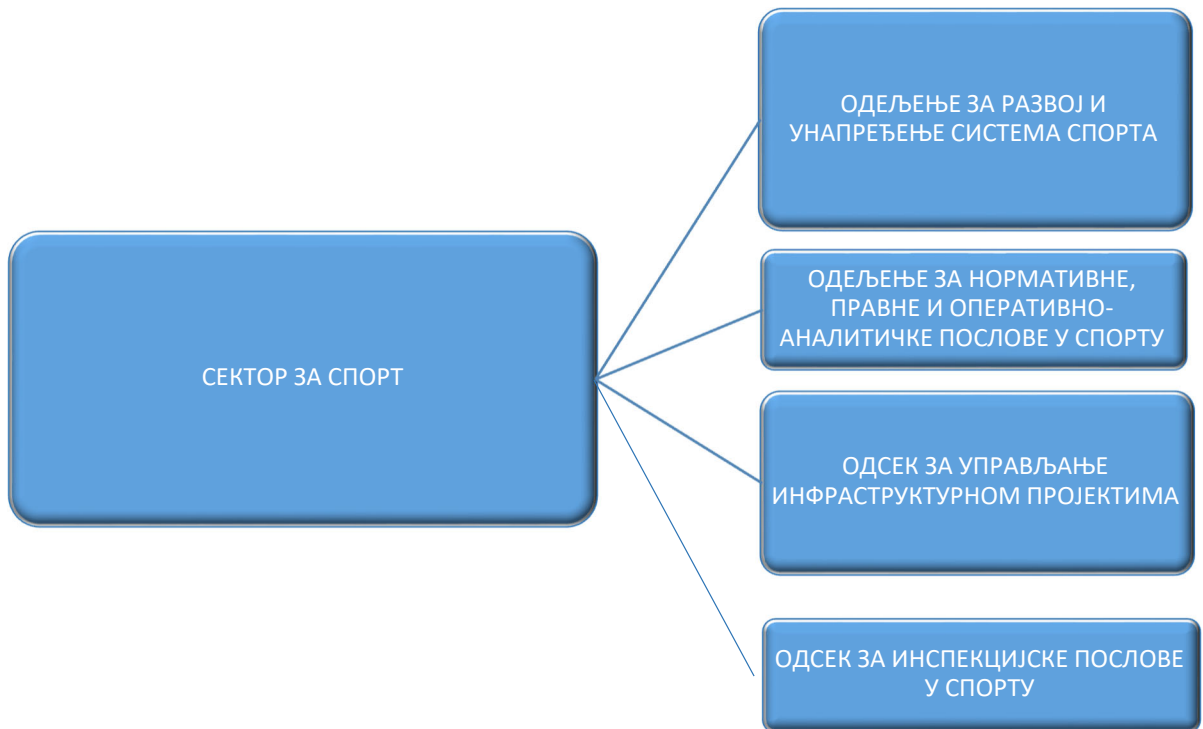 СЕКТОР ЗА СПОРТ
ОДЕЉЕЊЕ ЗА РАЗВОЈ И
УНАПРЕЂЕЊЕ СИСТЕМА СПОРТА
ОДЕЉЕЊЕ ЗА НОРМАТИВНЕ,
ПРАВНЕ И ОПЕРАТИВНО-
АНАЛИТИЧКЕ ПОСЛОВЕ У СПОРТУ
ОДСЕК ЗА УПРАВЉАЊЕ
ИНФРАСТРУКТУРНОМ ПРОЈЕКТИМА
ОДСЕК ЗА ИНСПЕКЦИЈСКЕ ПОСЛОВЕ
У СПОРТУ